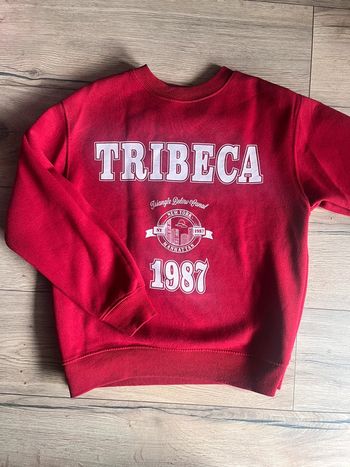 TRIBECA
Triangle Below Canal
NEW YORK
NY 1987
MANHATTAN
1987